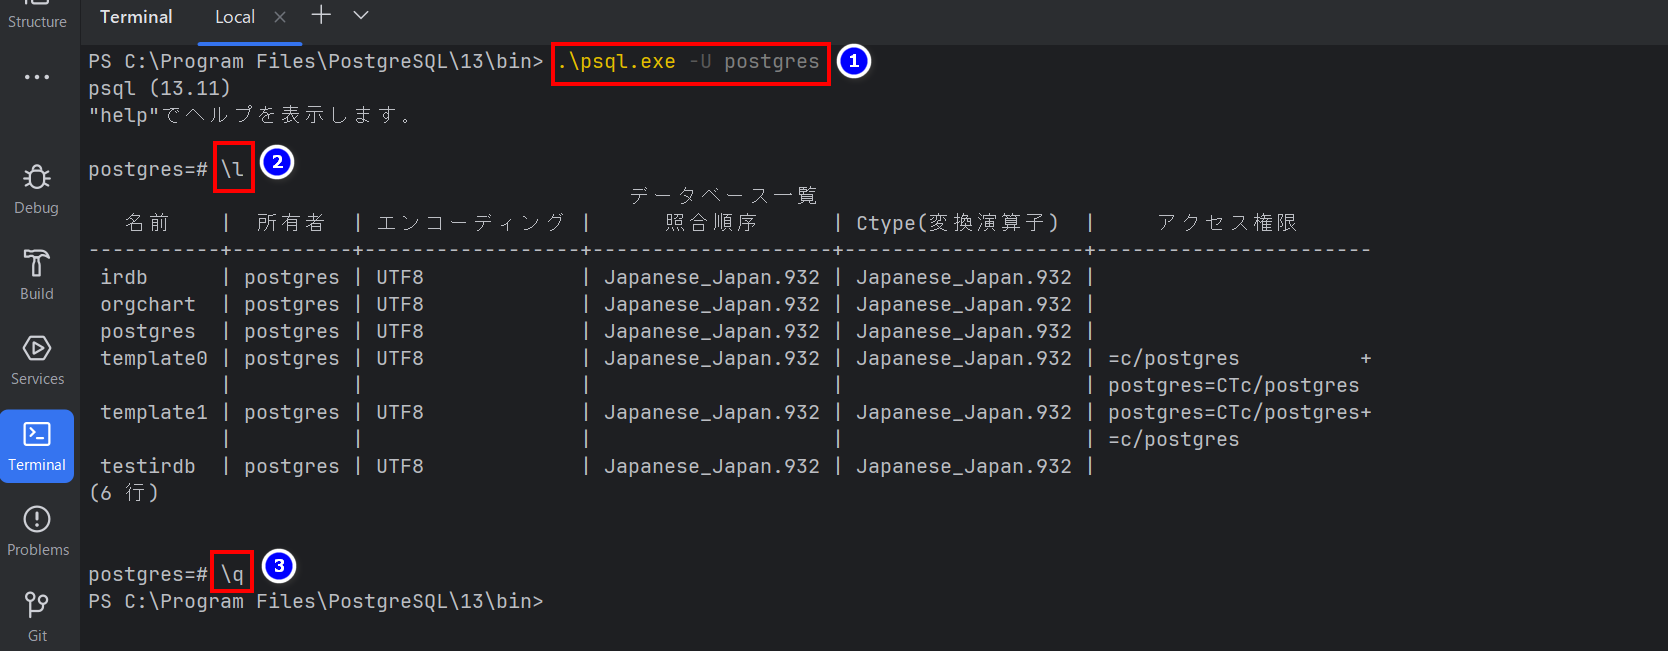 Structure
Terminal Local
PS C:\Program Files\PostgreSQL\13\bin> .\psql.exe -U postgres 1
psql (13.11)
"help"でヘルプを表示します。
postgres=# \l 2
データベース一覧
名前 | 所有者 | エンコーディング | 照合順序 | Ctype(変換演算子) | アクセス権限
-----------+----------+------------------+--------------------+--------------------+-----------------------
irdb | postgres | UTF8 | Japanese_Japan.932 | Japanese_Japan.932 |
orgchart | postgres | UTF8 | Japanese_Japan.932 | Japanese_Japan.932 |
postgres | postgres | UTF8 | Japanese_Japan.932 | Japanese_Japan.932 |
template0 | postgres | UTF8 | Japanese_Japan.932 | Japanese_Japan.932 | =c/postgres +
| | | | | postgres=CTc/postgres
template1 | postgres | UTF8 | Japanese_Japan.932 | Japanese_Japan.932 | postgres=CTc/postgres+
| | | | | =c/postgres
testirdb | postgres | UTF8 | Japanese_Japan.932 | Japanese_Japan.932 |
(6 行)
postgres=# \q 3
PS C:\Program Files\PostgreSQL\13\bin>
Debug
Build
Services
Terminal
Problems
Git